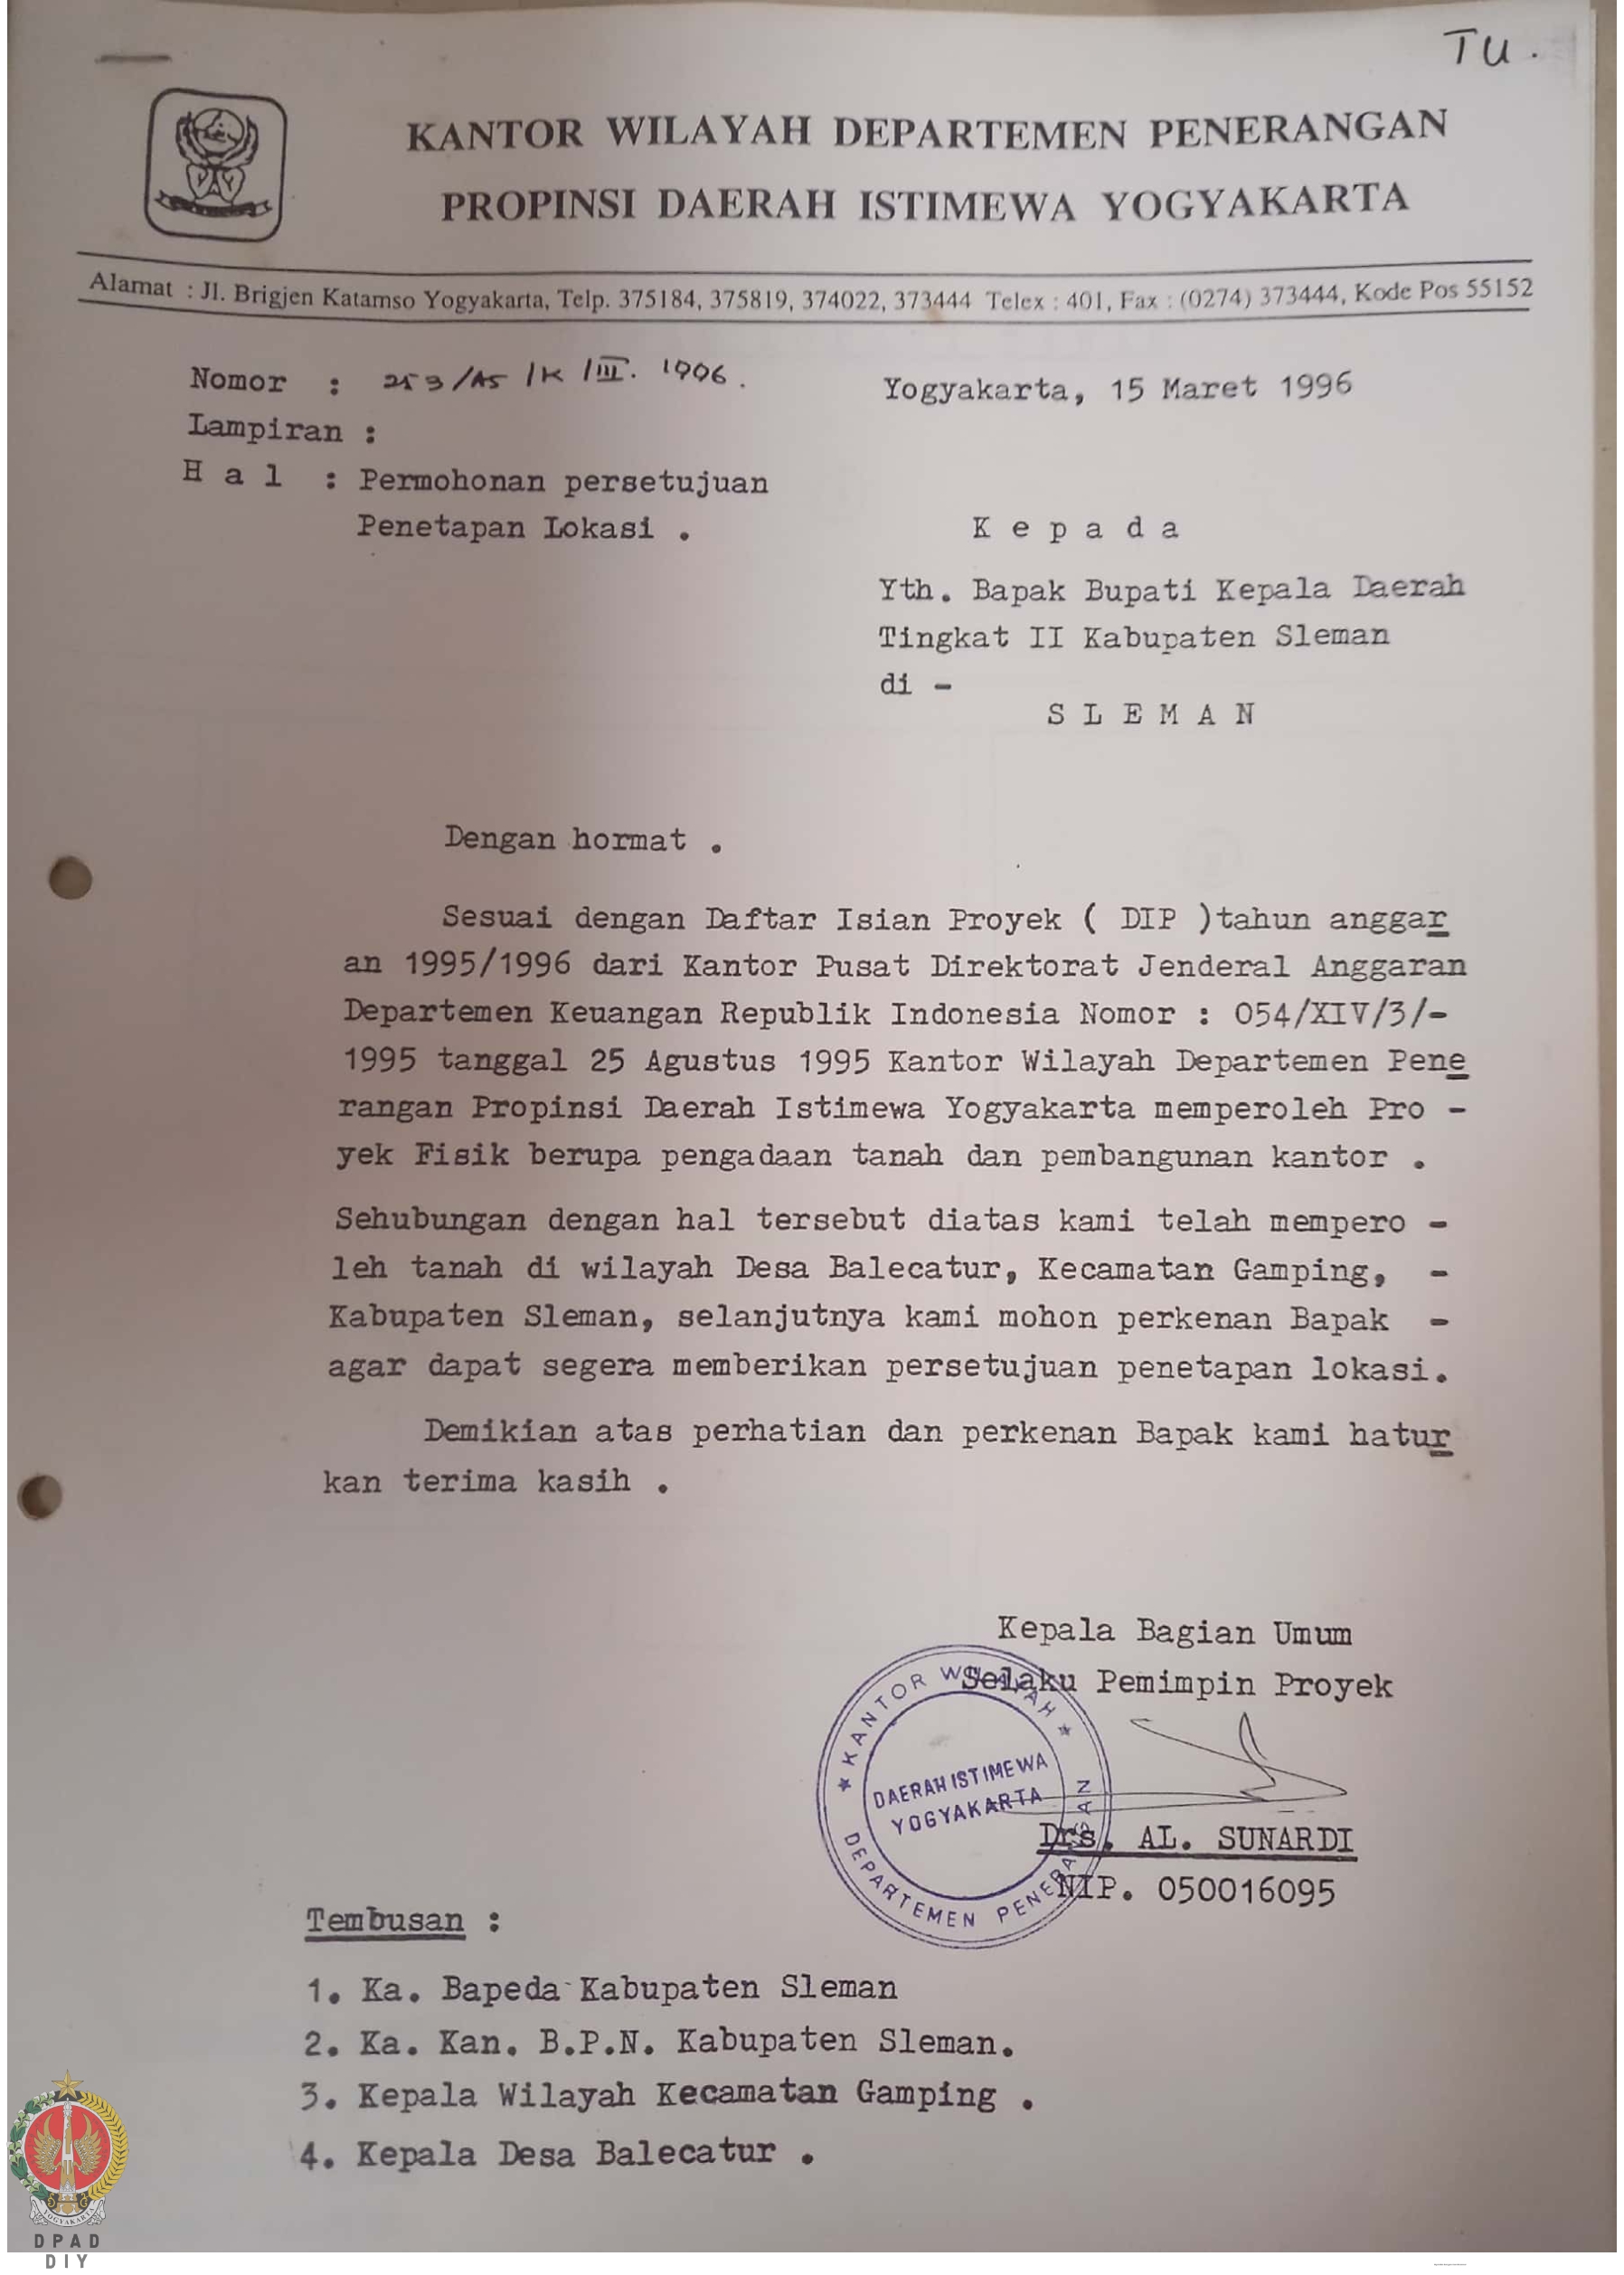 TU.
KANTOR WILAYAH DEPARTEMEN PENERANGAN
PROPINSI DAERAH ISTIMEWA YOGYAKARTA
Alamat : Jl. Brigjen Katamso Yogyakarta, Telp. 375184, 375819, 374022, 373444 Telex : 401, Fax : (0274) 373444, Kode Pos 55152
Nomor : 253/A5/K/III. 1996.
Yogyakarta, 15 Maret 1996
Lampiran :
H a l : Permohonan persetujuan
Penetapan Lokasi .
K e p a d a
Yth. Bapak Bupati Kepala Daerah
Tingkat II Kabupaten Sleman
di -
S L E M A N
Dengan hormat .
Sesuai dengan Daftar Isian Proyek ( DIP )tahun anggar
an 1995/1996 dari Kantor Pusat Direktorat Jenderal Anggaran
Departemen Keuangan Republik Indonesia Nomor : 054/XIV/3/-
1995 tanggal 25 Agustus 1995 Kantor Wilayah Departemen Pene
rangan Propinsi Daerah Istimewa Yogyakarta memperoleh Pro -
yek Fisik berupa pengadaan tanah dan pembangunan kantor .
Sehubungan dengan hal tersebut diatas kami telah mempero -
leh tanah di wilayah Desa Balecatur, Kecamatan Gamping, -
Kabupaten Sleman, selanjutnya kami mohon perkenan Bapak -
agar dapat segera memberikan persetujuan penetapan lokasi.
Demikian atas perhatian dan perkenan Bapak kami hatur
kan terima kasih .
Kepala Bagian Umum
Selaku Pemimpin Proyek
KANTOR WILAYAH
DAERAH ISTIMEWA
YOGYAKARTA
DEPARTEMEN PENERANGAN
Drs. AL. SUNARDI
NIP. 050016095
Tembusan :
1. Ka. Bapeda Kabupaten Sleman
2. Ka. Kan. B.P.N. Kabupaten Sleman.
3. Kepala Wilayah Kecamatan Gamping .
4. Kepala Desa Balecatur .
YOGYAKARTA
DPAD
DIY